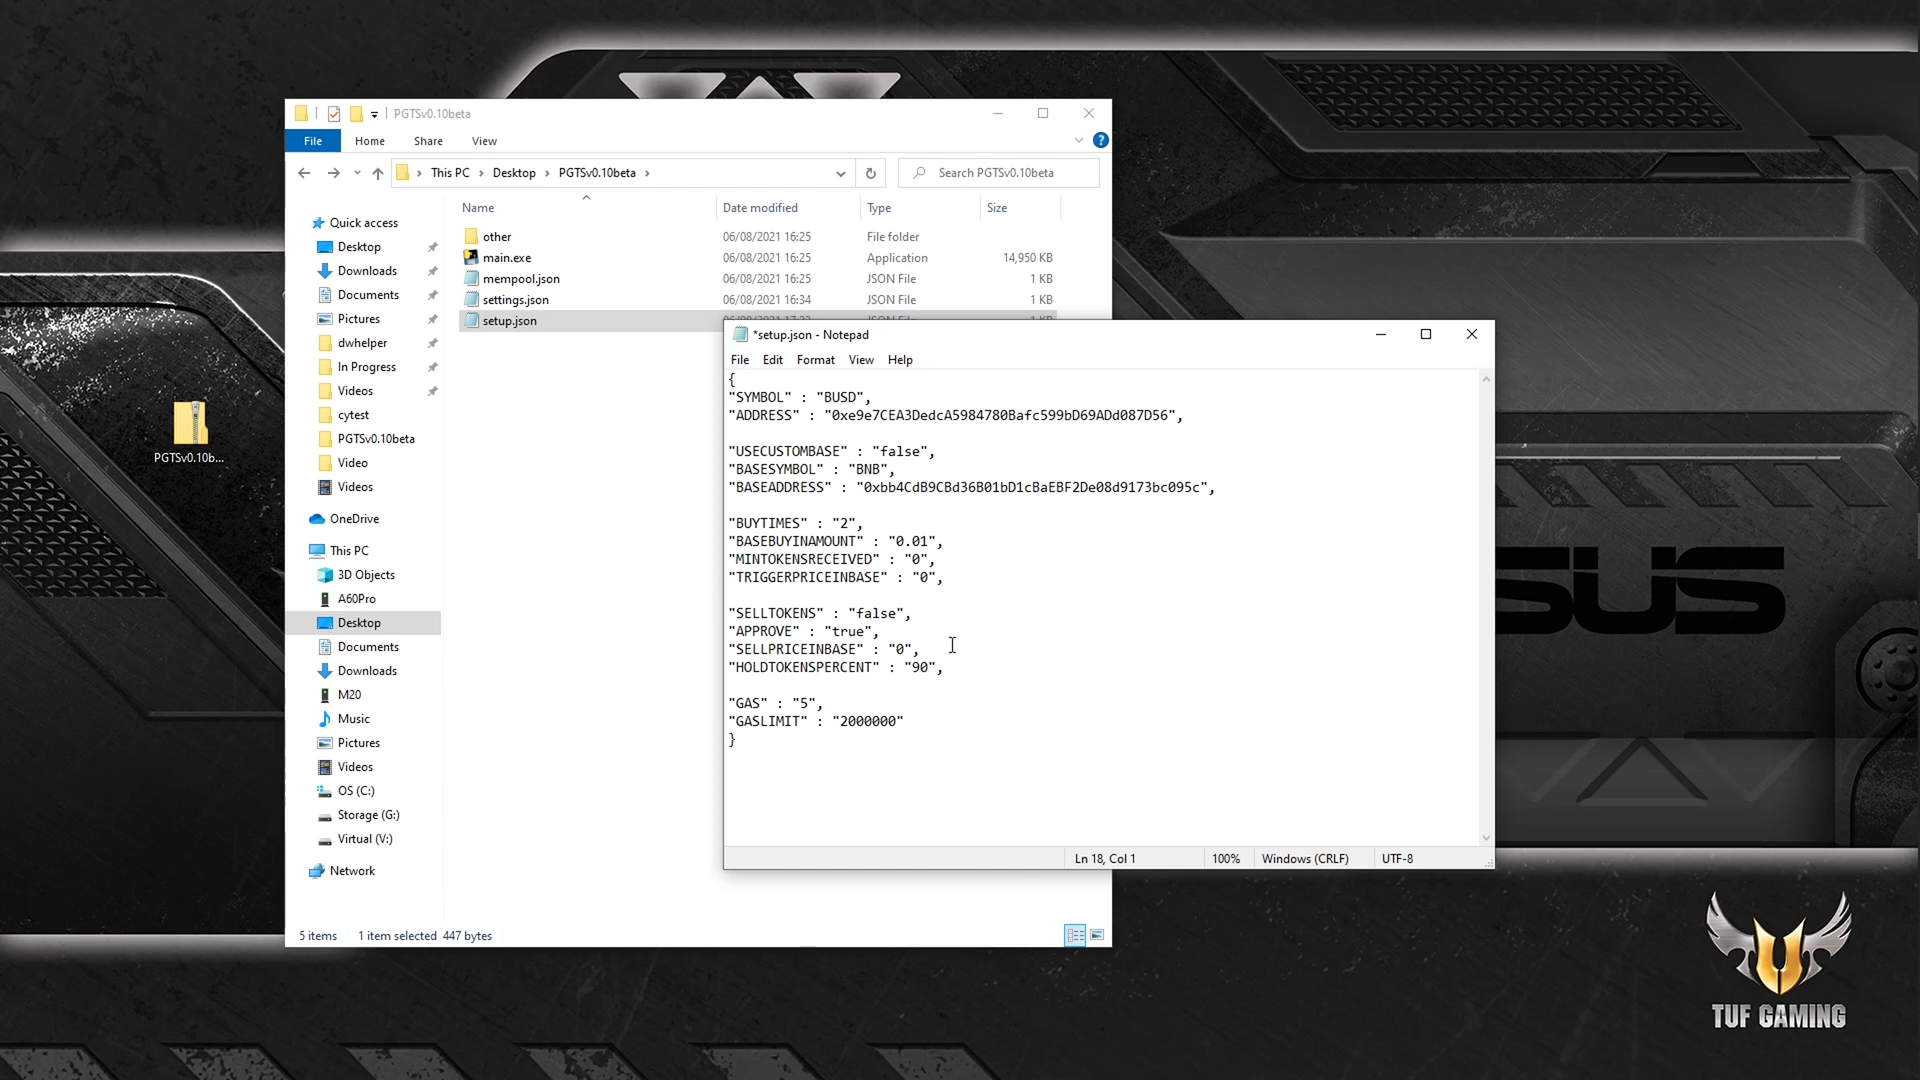 PGTSv0.10beta
File Home Share View
This PC Desktop PGTSv0.10beta
Search PGTSv0.10beta
Name Date modified Type Size
other 06/08/2021 16:25 File folder
main.exe 06/08/2021 16:25 Application 14,950 KB
mempool.json 06/08/2021 16:25 JSON File 1 KB
settings.json 06/08/2021 16:34 JSON File 1 KB
setup.json
Quick access
Desktop
Downloads
Documents
Pictures
dwhelper
In Progress
Videos
cytest
PGTSv0.10beta
Video
Videos
OneDrive
This PC
3D Objects
A60Pro
Desktop
Documents
Downloads
M20
Music
Pictures
Videos
OS (C:)
Storage (G:)
Virtual (V:)
Network
5 items 1 item selected 447 bytes
PGTSv0.10b...
*setup.json - Notepad
File Edit Format View Help
{
"SYMBOL" : "BUSD",
"ADDRESS" : "0xe9e7CEA3DedcA5984780Bafc599bD69ADd087D56",
"USECUSTOMBASE" : "false",
"BASESYMBOL" : "BNB",
"BASEADDRESS" : "0xbb4CdB9CBd36B01bD1cBaEBF2De08d9173bc095c",
"BUYTIMES" : "2",
"BASEBUYINAMOUNT" : "0.01",
"MINTOKENSRECEIVED" : "0",
"TRIGGERPRICEINBASE" : "0",
"SELLTOKENS" : "false",
"APPROVE" : "true",
"SELLPRICEINBASE" : "0",
"HOLDTOKENSPERCENT" : "90",
"GAS" : "5",
"GASLIMIT" : "2000000"
}
Ln 18, Col 1 100% Windows (CRLF) UTF-8
TUF GAMING